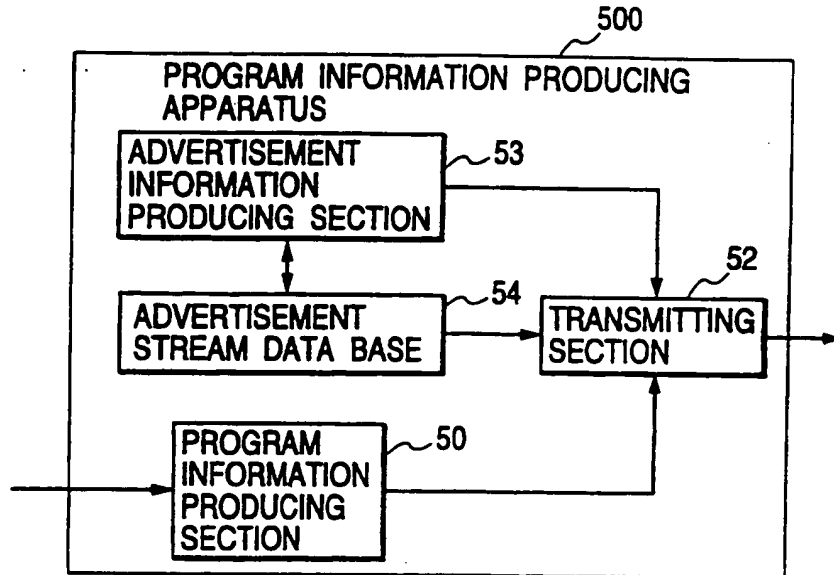 500
PROGRAM INFORMATION PRODUCING
APPARATUS
ADVERTISEMENT
INFORMATION
PRODUCING SECTION
53
ADVERTISEMENT
STREAM DATA BASE
54
TRANSMITTING
SECTION
52
PROGRAM
INFORMATION
PRODUCING
SECTION
50